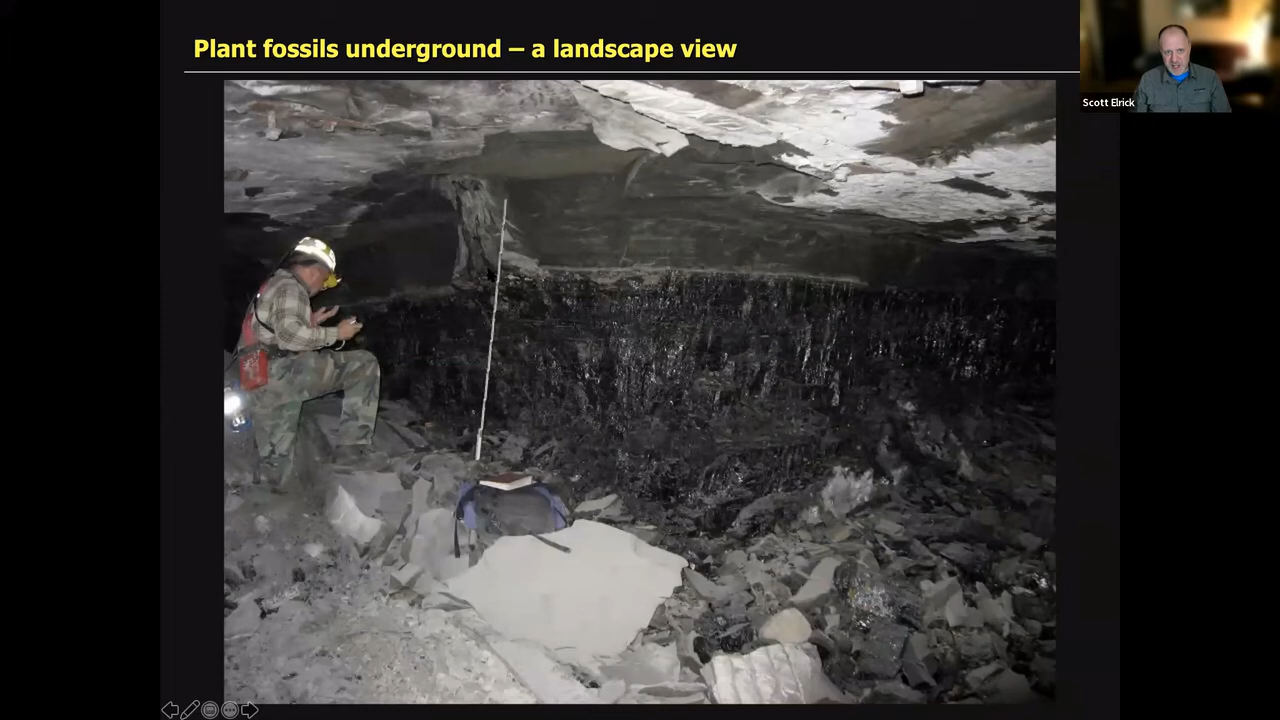 Plant fossils underground – a landscape view
Scott Elrick